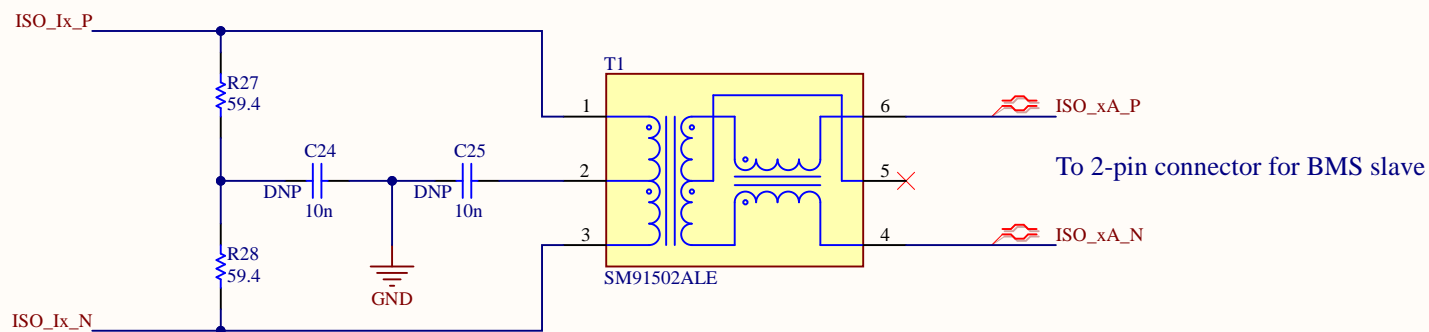 ISO_Ix_P
T1
R27
59.4
1
6
ISO_xA_P
C24
C25
DNP
DNP
2
5
To 2-pin connector for BMS slave
10n
10n
R28
59.4
3
4
ISO_xA_N
SM91502ALE
GND
ISO_Ix_N